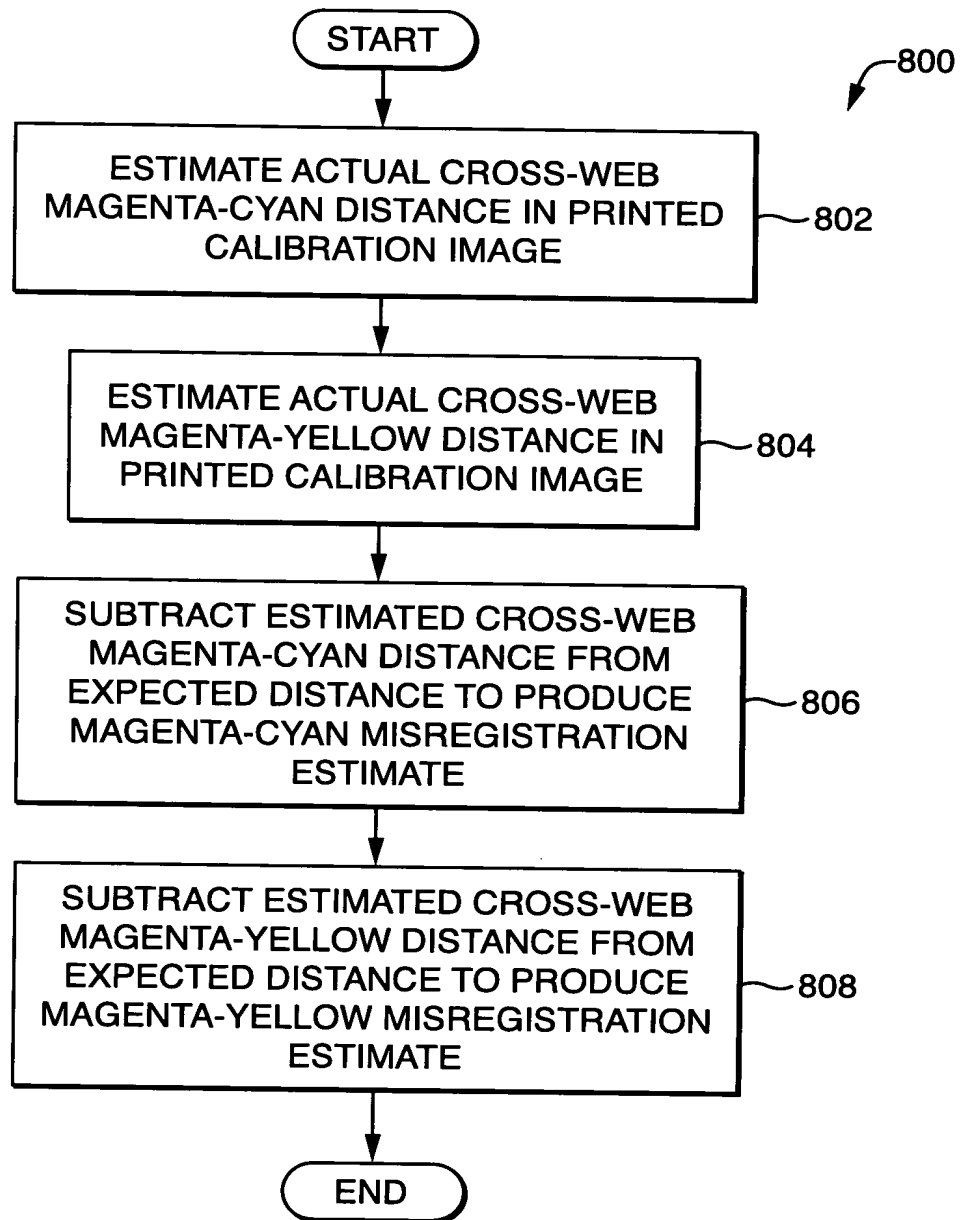 START
800
ESTIMATE ACTUAL CROSS-WEB
MAGENTA-CYAN DISTANCE IN PRINTED
CALIBRATION IMAGE
802
ESTIMATE ACTUAL CROSS-WEB
MAGENTA-YELLOW DISTANCE IN
PRINTED CALIBRATION IMAGE
804
SUBTRACT ESTIMATED CROSS-WEB
MAGENTA-CYAN DISTANCE FROM
EXPECTED DISTANCE TO PRODUCE
MAGENTA-CYAN MISREGISTRATION
ESTIMATE
806
SUBTRACT ESTIMATED CROSS-WEB
MAGENTA-YELLOW DISTANCE FROM
EXPECTED DISTANCE TO PRODUCE
MAGENTA-YELLOW MISREGISTRATION
ESTIMATE
808
END